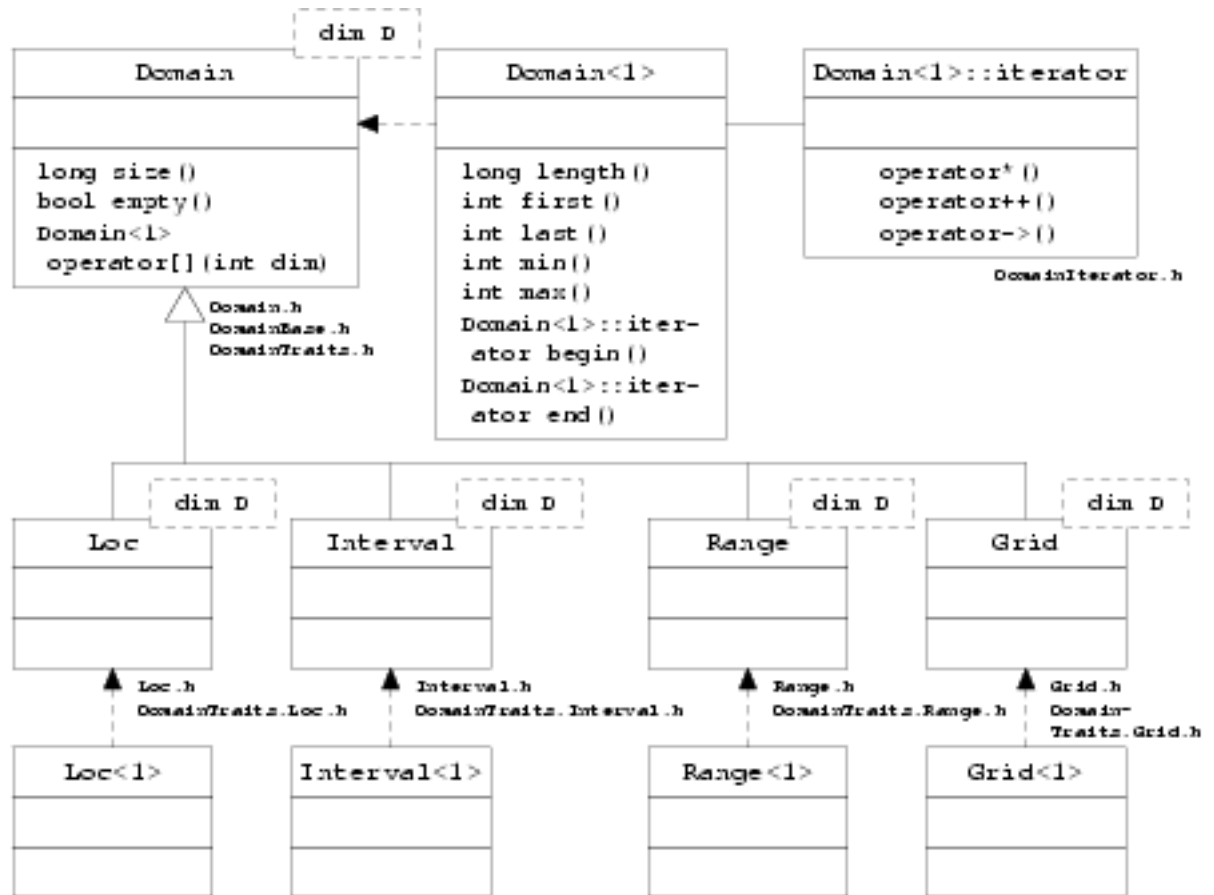 dim D
Domain
long size()
bool empty()
Domain<1>
operator[](int dim)
Domain.h
DomainBase.h
DomainTraits.h
Domain<1>
long length()
int first()
int last()
int min()
int max()
Domain<1>::iter-
ator begin()
Domain<1>::iter-
ator end()
Domain<1>::iterator
operator*()
operator++()
operator->()
DomainIterator.h
dim D
Loc
Loc.h
DomainTraits.Loc.h
Loc<1>
dim D
Interval
Interval.h
DomainTraits.Interval.h
Interval<1>
dim D
Range
Range.h
DomainTraits.Range.h
Range<1>
dim D
Grid
Grid.h
Domain-
Traits.Grid.h
Grid<1>